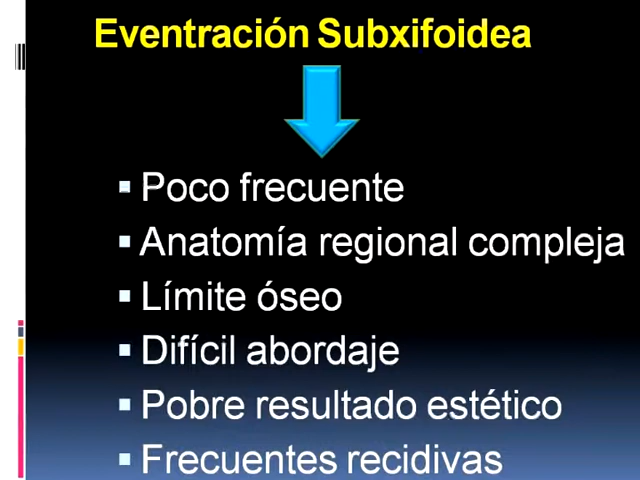 Eventración Subxifoidea
Poco frecuente
Anatomía regional compleja
Límite óseo
Difícil abordaje
Pobre resultado estético
Frecuentes recidivas